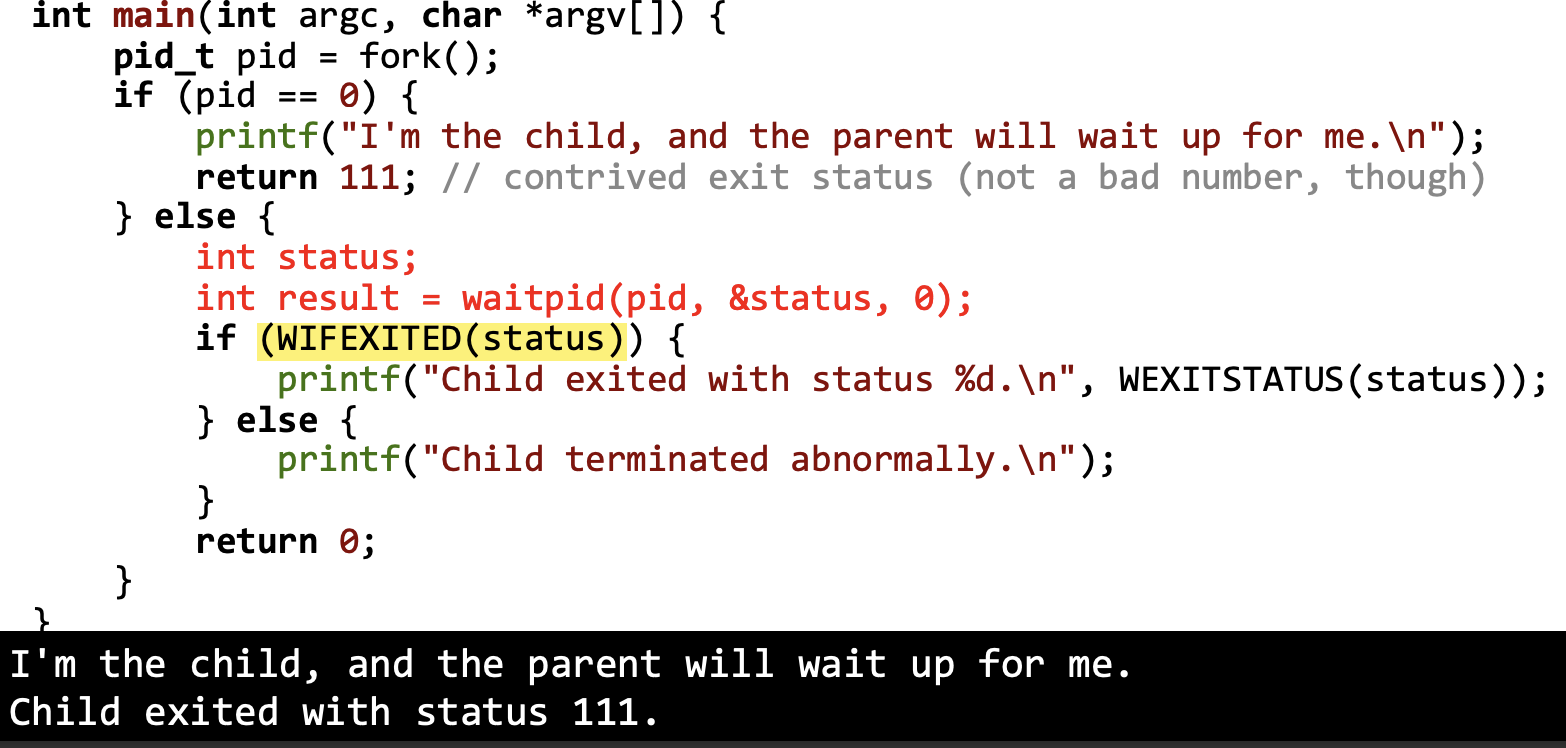 int main(int argc, char *argv[]) {
    pid_t pid = fork();
    if (pid == 0) {
        printf("I'm the child, and the parent will wait up for me.\n");
        return 111; // contrived exit status (not a bad number, though)
    } else {
        int status;
        int result = waitpid(pid, &status, 0);
        if (WIFEXITED(status)) {
            printf("Child exited with status %d.\n", WEXITSTATUS(status));
        } else {
            printf("Child terminated abnormally.\n");
        }
        return 0;
    }
}
I'm the child, and the parent will wait up for me.
Child exited with status 111.